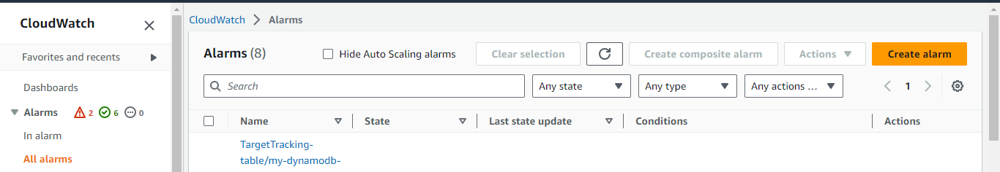 CloudWatch
Favorites and recents
Dashboards
Alarms 2 6 0
In alarm
All alarms
CloudWatch > Alarms
Alarms (8)
Hide Auto Scaling alarms
Clear selection
Create composite alarm
Actions
Create alarm
Search
Any state
Any type
Any actions ...
1
Name State Last state update Conditions Actions
TargetTracking-
table/my-dynamodb-